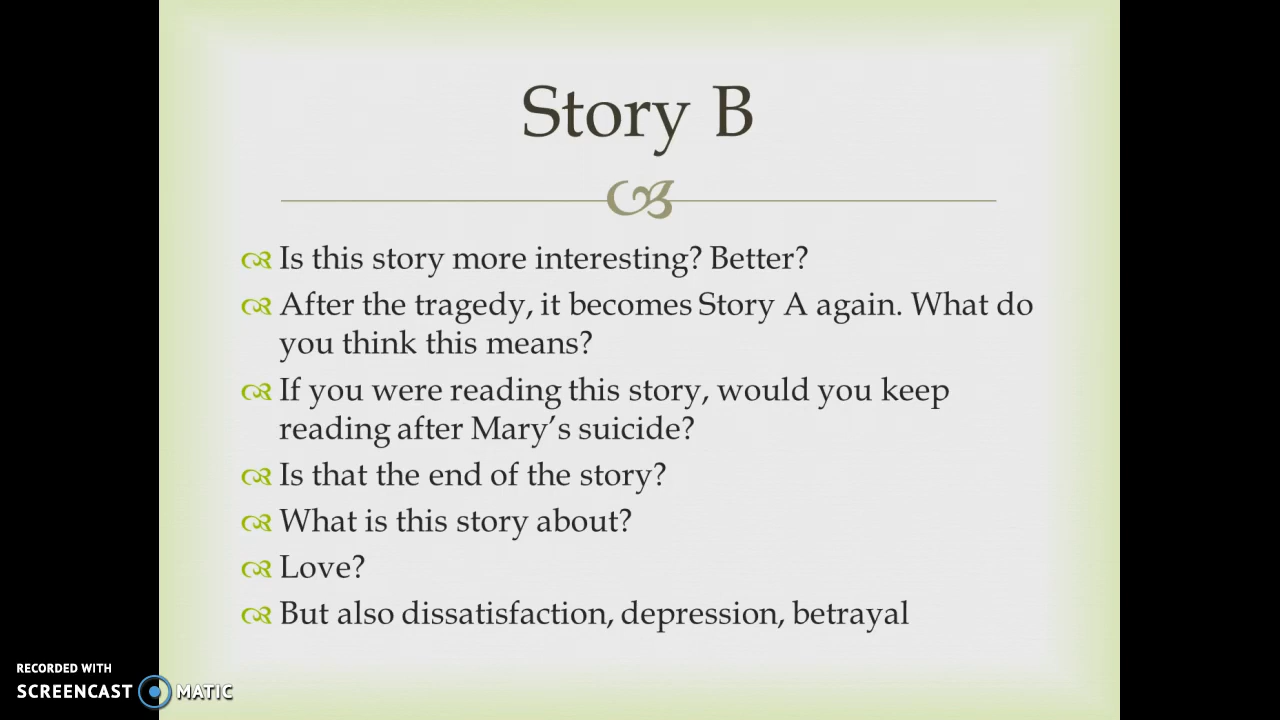 Story B
Is this story more interesting? Better?
After the tragedy, it becomes Story A again. What do
you think this means?
If you were reading this story, would you keep
reading after Mary’s suicide?
Is that the end of the story?
What is this story about?
Love?
But also dissatisfaction, depression, betrayal
RECORDED WITH
SCREENCAST MATIC